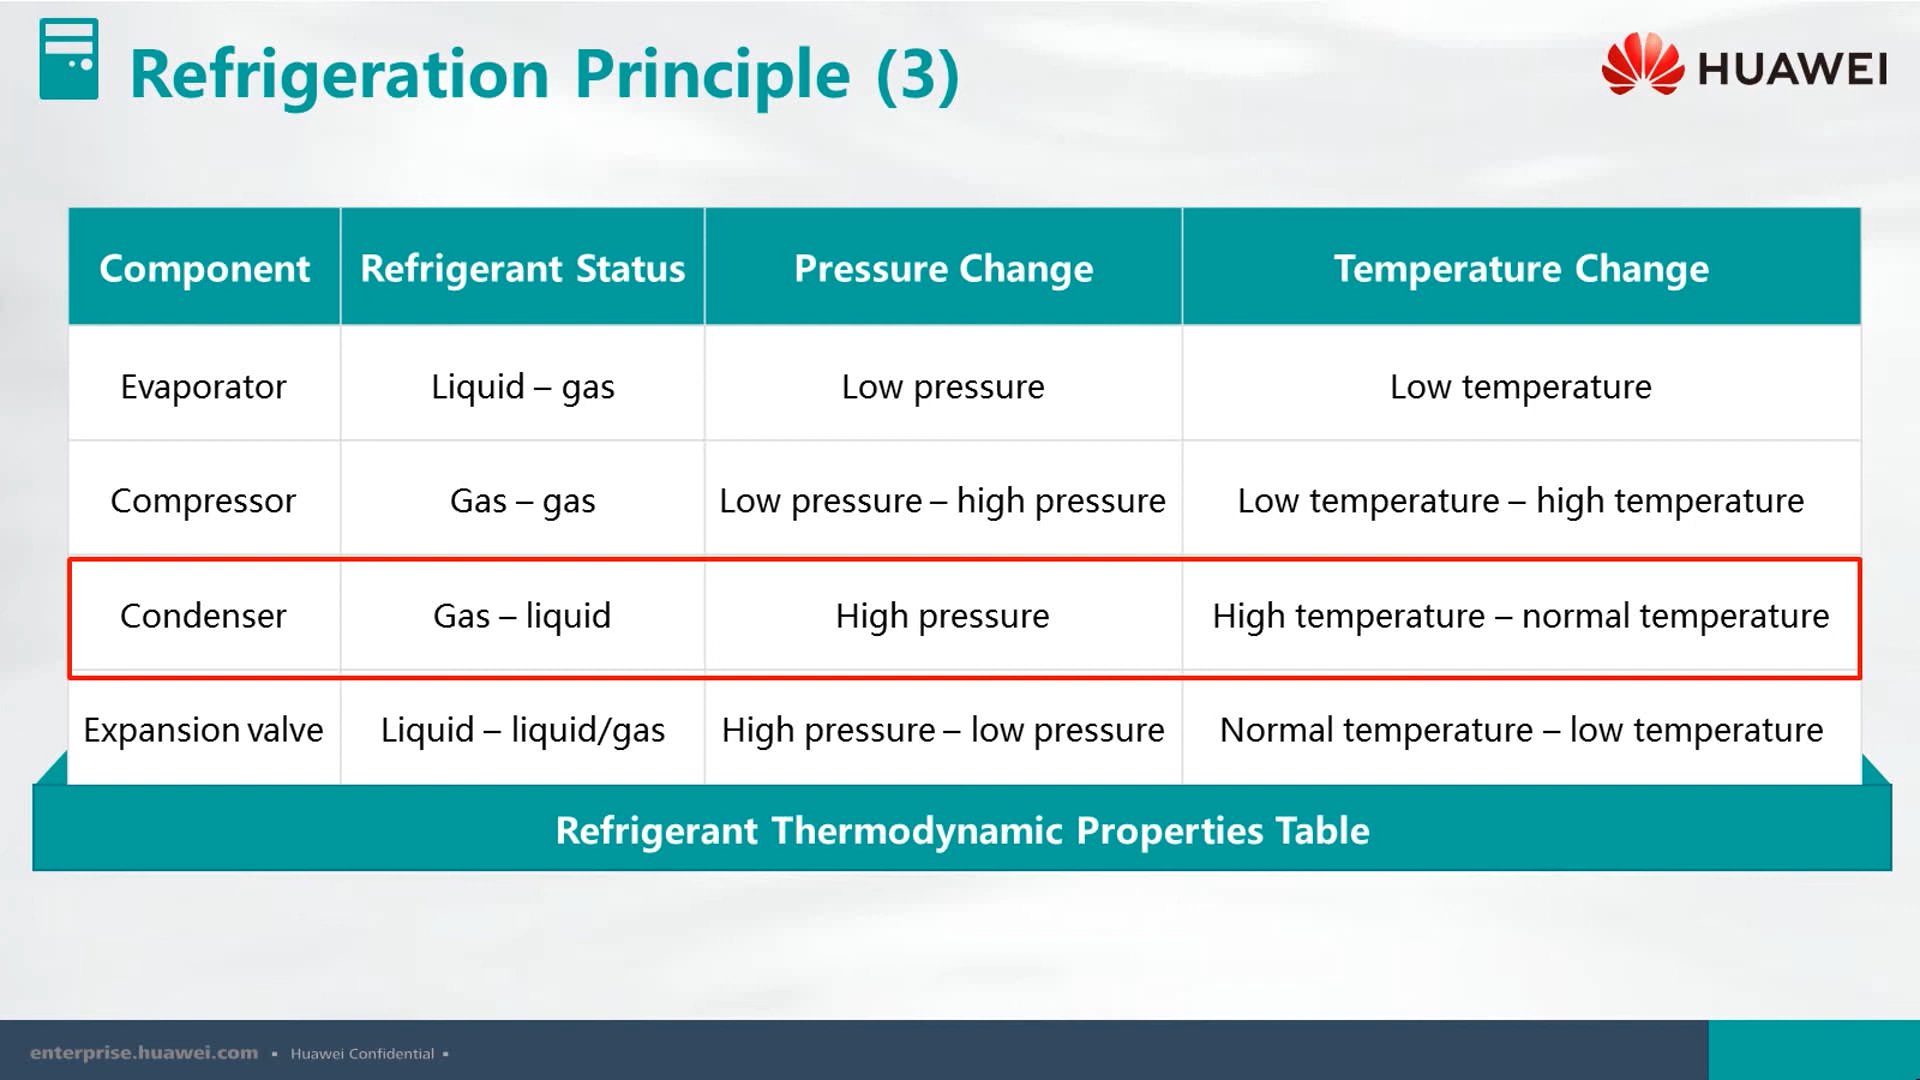 Refrigeration Principle (3)
HUAWEI
Component Refrigerant Status Pressure Change Temperature Change
Evaporator Liquid – gas Low pressure Low temperature
Compressor Gas – gas Low pressure – high pressure Low temperature – high temperature
Condenser Gas – liquid High pressure High temperature – normal temperature
Expansion valve Liquid – liquid/gas High pressure – low pressure Normal temperature – low temperature
Refrigerant Thermodynamic Properties Table
enterprise.huawei.com ▪ Huawei Confidential ▪